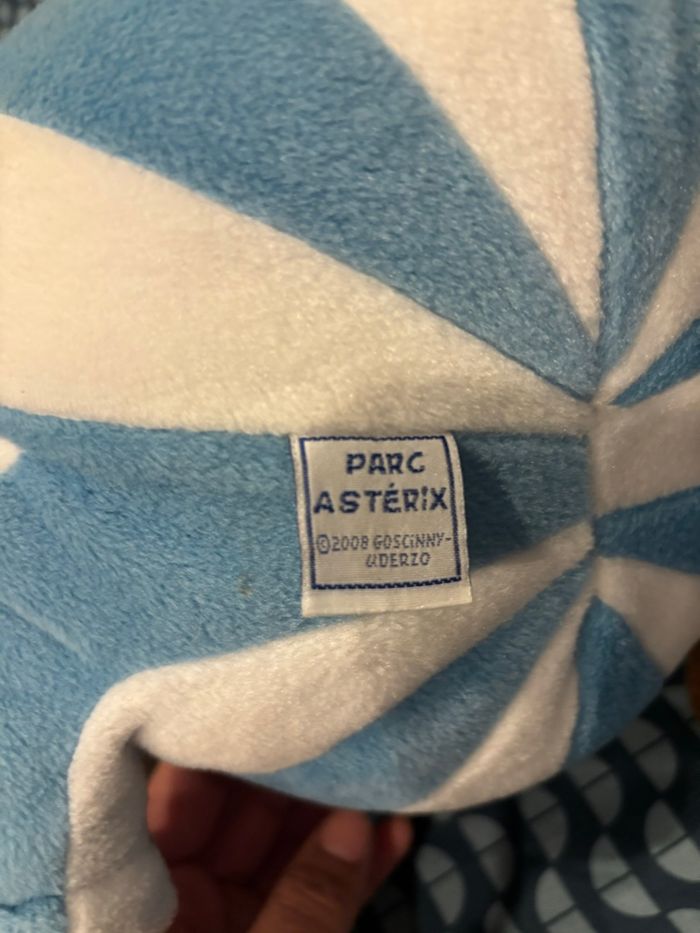 PARC
ASTÉRIX
©2008 GOSCINNY-
UDERZO